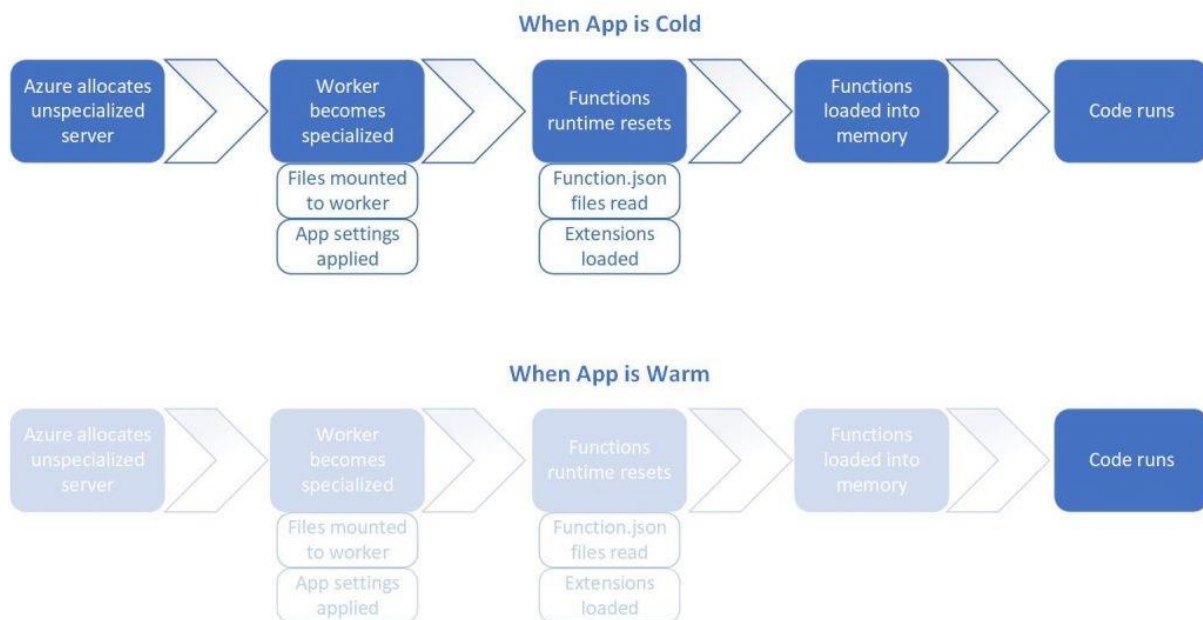 When App is Cold
Azure allocates
unspecialized
server
Worker
becomes
specialized
Functions
runtime resets
Functions
loaded into
memory
Code runs
Files mounted
to worker
App settings
applied
Function.json
files read
Extensions
loaded
When App is Warm
Azure allocates
unspecialized
server
Worker
becomes
specialized
Functions
runtime resets
Functions
loaded into
memory
Code runs
Files mounted
to worker
App settings
applied
Function.json
files read
Extensions
loaded